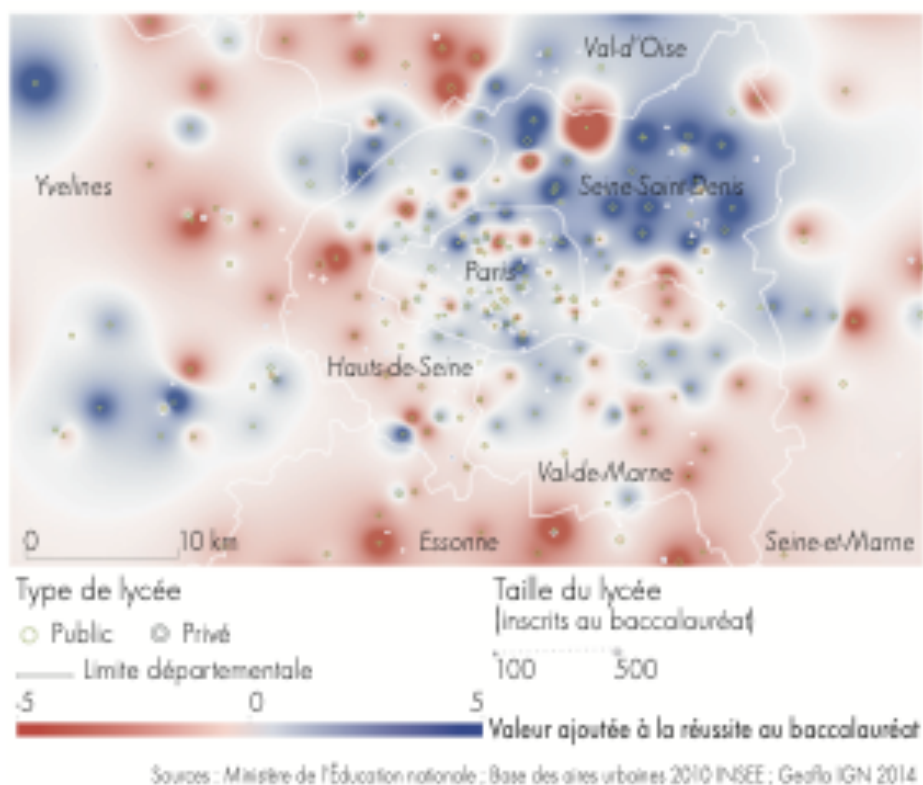 Val-d'Oise
Yvelines
Seine-Saint-Denis
Paris
Hauts-de-Seine
Val-de-Marne
0 10 km
Essonne
Seine-et-Marne
Type de lycée
Public Privé
Limite départementale
Taille du lycée
(inscrits au baccalauréat)
100 500
-5 0 5
Valeur ajoutée à la réussite au baccalauréat
Sources : Ministère de l'Éducation nationale ; Base des aires urbaines 2010 INSEE ; Geofla IGN 2014